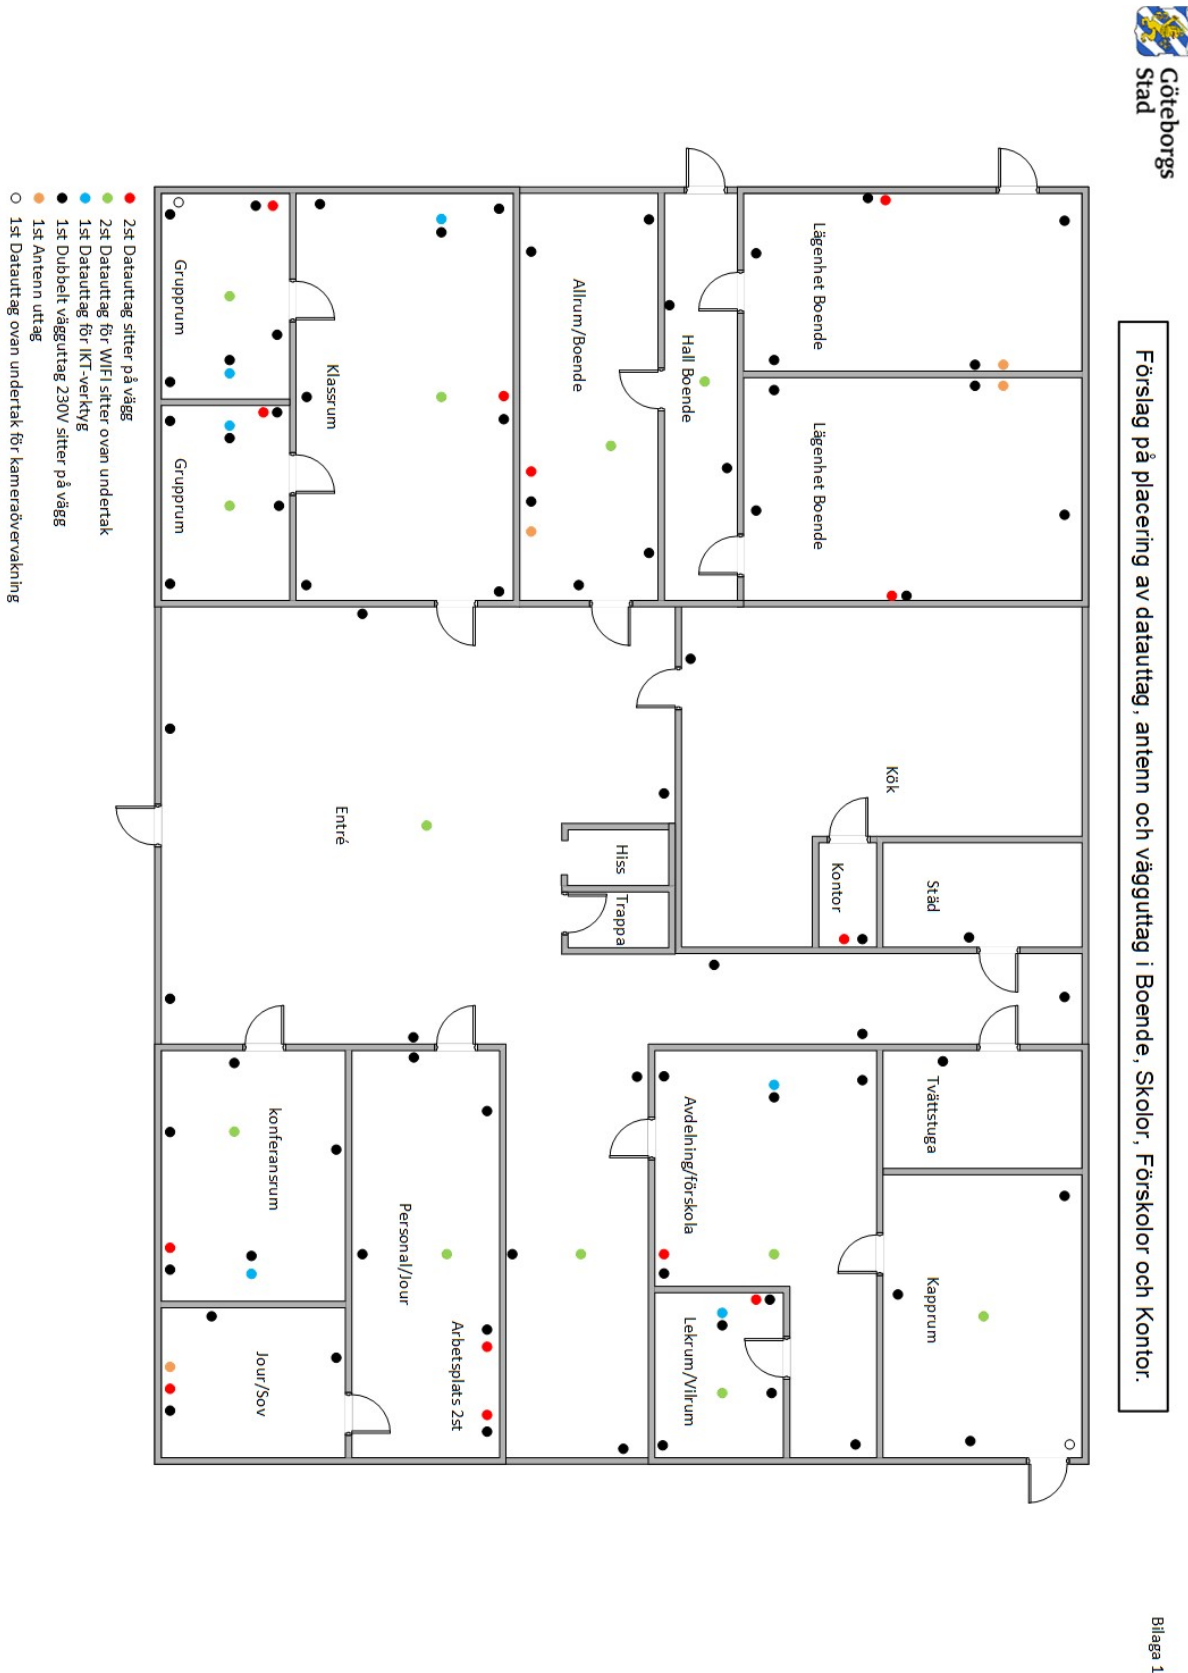 Göteborgs
Stad
Bilaga 1
Förslag på placering av datauttag, antenn och vägguttag i Boende, Skolor, Förskolor och Kontor.
Lägenhet Boende
Lägenhet Boende
Kök
Städ
Kontor
Tvättstuga
Kapprum
Hall Boende
Allrum/Boende
Hiss
Trappa
Avdelning/förskola
Lekrum/Vilrum
Klassrum
Entré
Personal/Jour
Arbetsplats 2st
Grupprum
Grupprum
konferansrum
Jour/Sov
2st Datauttag sitter på vägg
2st Datauttag för WIFI sitter ovan undertak
1st Datauttag för IKT-verktyg
1st Dubbelt vägguttag 230V sitter på vägg
1st Antenn uttag
1st Datauttag ovan undertak för kameraövervakning